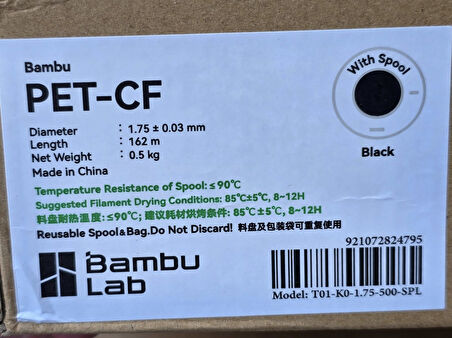 Bambu
PET-CF
Diameter : 1.75 ± 0.03 mm
Length : 162 m
Net Weight : 0.5 kg
Made in China
With Spool
Black
Temperature Resistance of Spool: ≤90℃
Suggested Filament Drying Conditions: 85℃±5℃, 8~12H
料盘耐热温度: ≤90℃; 建议耗材烘烤条件: 85℃±5℃, 8~12H
Reusable Spool&Bag.Do Not Discard! 料盘及包装袋可重复使用
Bambu
Lab
921072824795
Model: T01-K0-1.75-500-SPL